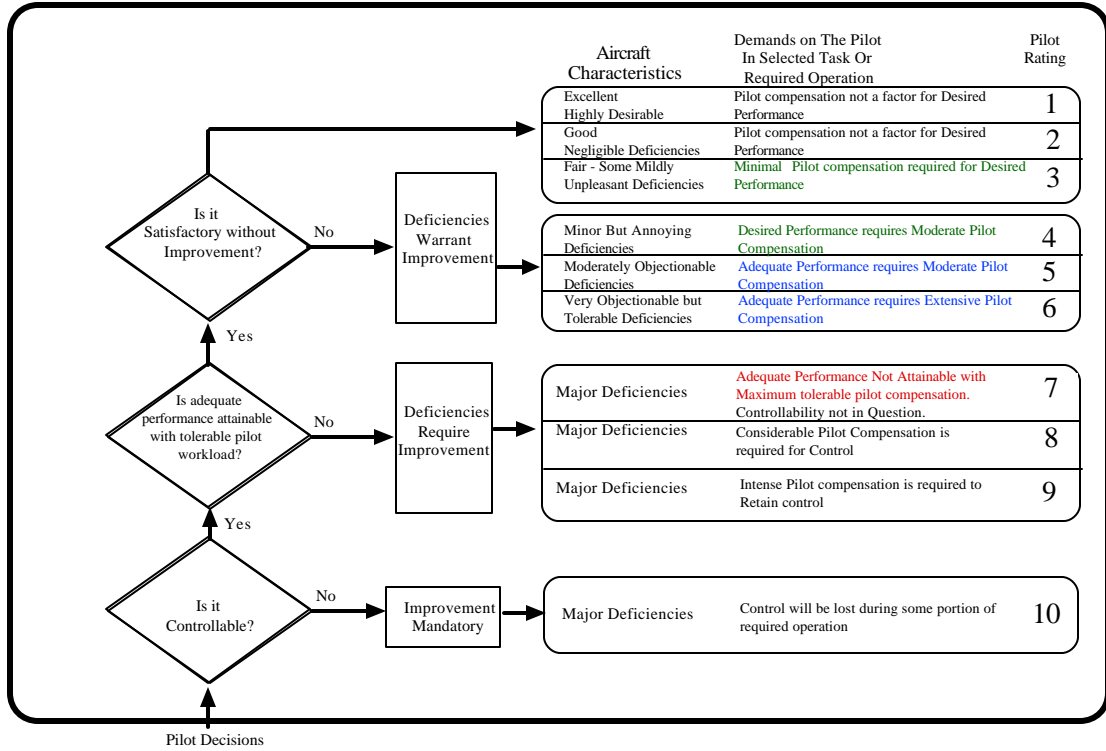 Aircraft
Characteristics
Demands on The Pilot
In Selected Task Or
Required Operation
Pilot
Rating
Excellent
Highly Desirable
Pilot compensation not a factor for Desired
Performance
1
Good
Negligible Deficiencies
Pilot compensation not a factor for Desired
Performance
2
Fair - Some Mildly
Unpleasant Deficiencies
Minimal Pilot compensation required for Desired
Performance
3
Is it
Satisfactory without
Improvement?
No
Deficiencies
Warrant
Improvement
Minor But Annoying
Deficiencies
Desired Performance requires Moderate Pilot
Compensation
4
Moderately Objectionable
Deficiencies
Adequate Performance requires Moderate Pilot
Compensation
5
Very Objectionable but
Tolerable Deficiencies
Adequate Performance requires Extensive Pilot
Compensation
6
Yes
Is adequate
performance attainable
with tolerable pilot
workload?
No
Deficiencies
Require
Improvement
Major Deficiencies
Adequate Performance Not Attainable with
Maximum tolerable pilot compensation.
Controllability not in Question.
7
Major Deficiencies
Considerable Pilot Compensation is
required for Control
8
Major Deficiencies
Intense Pilot compensation is required to
Retain control
9
Yes
Is it
Controllable?
No
Improvement
Mandatory
Major Deficiencies
Control will be lost during some portion of
required operation
10
Pilot Decisions